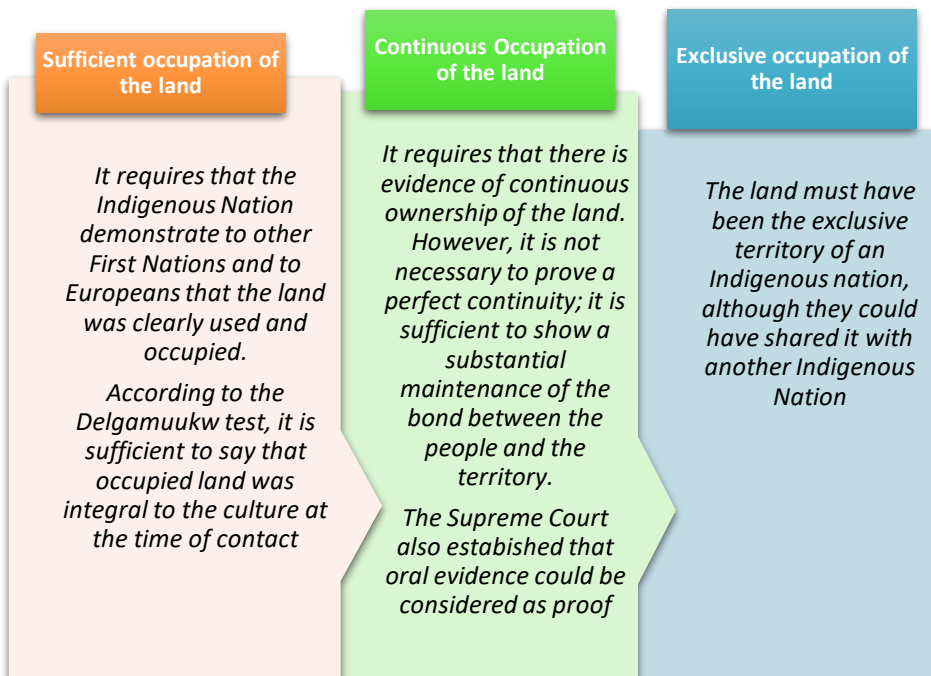 Sufficient occupation of
the land
It requires that the
Indigenous Nation
demonstrate to other
First Nations and to
Europeans that the land
was clearly used and
occupied.
According to the
Delgamuukw test, it is
sufficient to say that
occupied land was
integral to the culture at
the time of contact
Continuous Occupation
of the land
It requires that there is
evidence of continuous
ownership of the land.
However, it is not
necessary to prove a
perfect continuity; it is
sufficient to show a
substantial
maintenance of the
bond between the
people and the
territory.
The Supreme Court
also estabished that
oral evidence could be
considered as proof
Exclusive occupation of
the land
The land must have
been the exclusive
territory of an
Indigenous nation,
although they could
have shared it with
another Indigenous
Nation